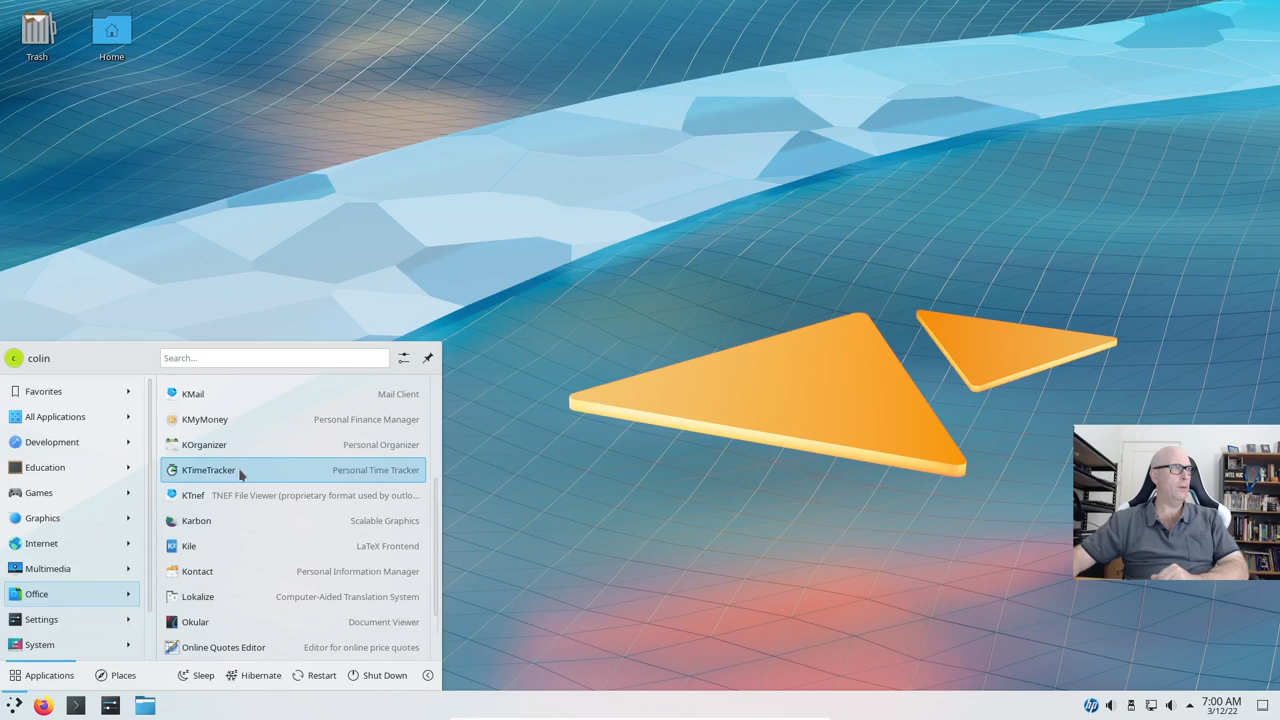 Trash
Home
colin
Search...
Favorites
All Applications
Development
Education
Games
Graphics
Internet
Multimedia
Office
Settings
System
KMail Mail Client
KMyMoney Personal Finance Manager
KOrganizer Personal Organizer
KTimeTracker Personal Time Tracker
KTnef TNEF File Viewer (proprietary format used by outlo...
Karbon Scalable Graphics
Kile LaTeX Frontend
Kontact Personal Information Manager
Lokalize Computer-Aided Translation System
Okular Document Viewer
Online Quotes Editor Editor for online price quotes
Applications Places Sleep Hibernate Restart Shut Down
7:00 AM
3/12/22